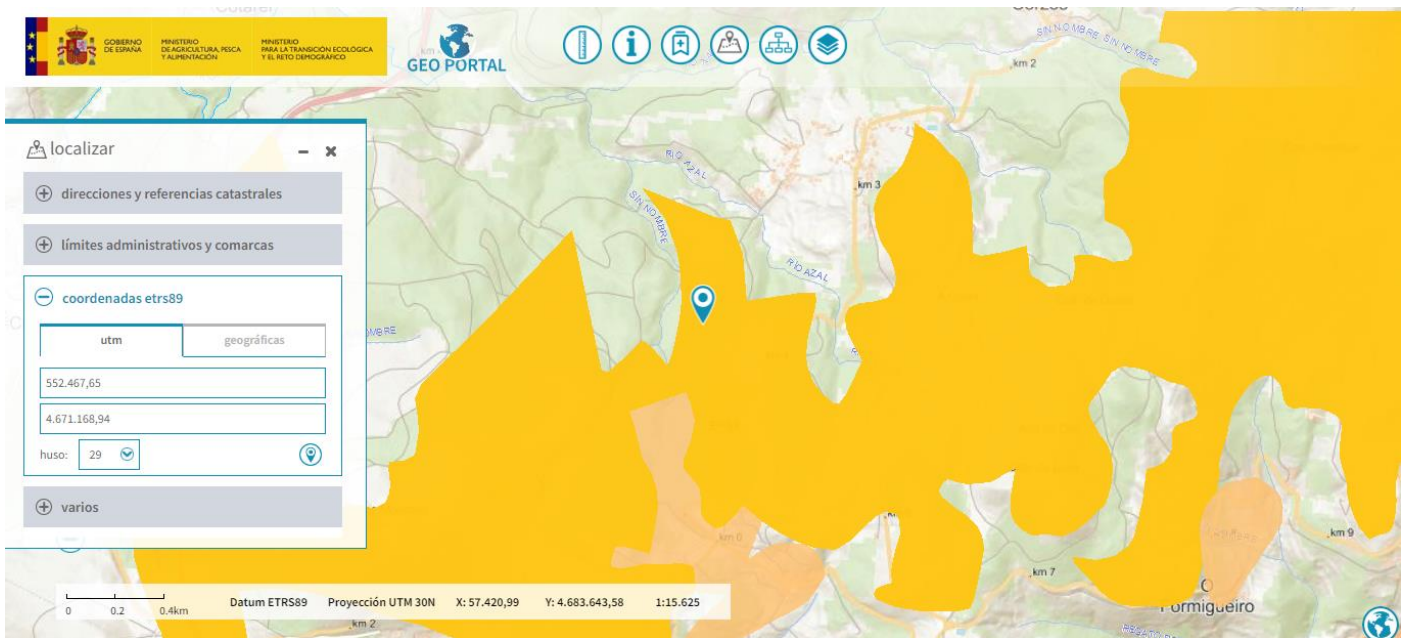 GOBIERNO
DE ESPAÑA
MINISTERIO
DE AGRICULTURA, PESCA
Y ALIMENTACIÓN
MINISTERIO
PARA LA TRANSICIÓN ECOLÓGICA
Y EL RETO DEMOGRÁFICO
GEO PORTAL
SIN NOMBRE
SIN NOMBRE
km 2
localizar
direcciones y referencias catastrales
límites administrativos y comarcas
coordenadas etrs89
utm
geográficas
552.467,65
4.671.168,94
huso:
29
varios
RÍO AZAL
km 3
SIN NOMBRE
RÍO AZAL
km 6
km 9
km 7
0
0.2
0.4km
Datum ETRS89
Proyección UTM 30N
X: 57.420,99
Y: 4.683.643,58
1:15.625
km 2